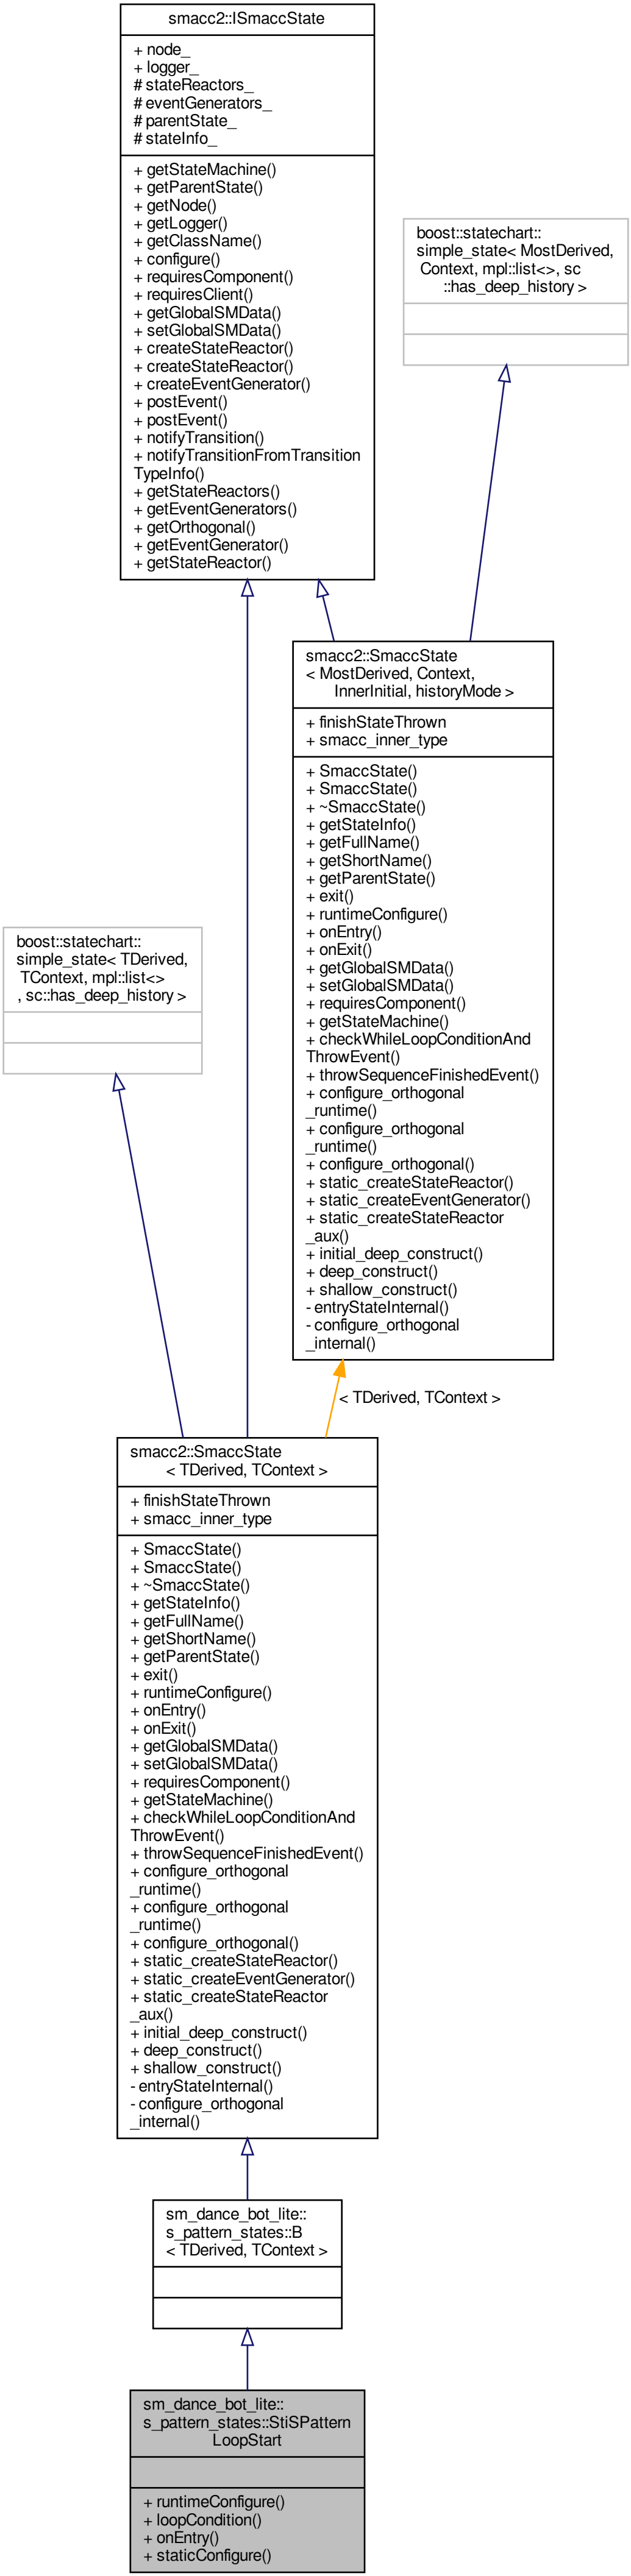 smacc2::ISmaccState
+ node_
+ logger_
# stateReactors_
# eventGenerators_
# parentState_
# stateInfo_
+ getStateMachine()
+ getParentState()
+ getNode()
+ getLogger()
+ getClassName()
+ configure()
+ requiresComponent()
+ requiresClient()
+ getGlobalSMData()
+ setGlobalSMData()
+ createStateReactor()
+ createStateReactor()
+ createEventGenerator()
+ postEvent()
+ postEvent()
+ notifyTransition()
+ notifyTransitionFromTransition
TypeInfo()
+ getStateReactors()
+ getEventGenerators()
+ getOrthogonal()
+ getEventGenerator()
+ getStateReactor()
boost::statechart::
simple_state< MostDerived,
Context, mpl::list<>, sc
::has_deep_history >
smacc2::SmaccState
< MostDerived, Context,
InnerInitial, historyMode >
+ finishStateThrown
+ smacc_inner_type
+ SmaccState()
+ SmaccState()
+ ~SmaccState()
+ getStateInfo()
+ getFullName()
+ getShortName()
+ getParentState()
+ exit()
+ runtimeConfigure()
+ onEntry()
+ onExit()
+ getGlobalSMData()
+ setGlobalSMData()
+ requiresComponent()
+ getStateMachine()
+ checkWhileLoopConditionAnd
ThrowEvent()
+ throwSequenceFinishedEvent()
+ configure_orthogonal
_runtime()
+ configure_orthogonal
_runtime()
+ configure_orthogonal()
+ static_createStateReactor()
+ static_createEventGenerator()
+ static_createStateReactor
_aux()
+ initial_deep_construct()
+ deep_construct()
+ shallow_construct()
- entryStateInternal()
- configure_orthogonal
_internal()
boost::statechart::
simple_state< TDerived,
TContext, mpl::list<>
, sc::has_deep_history >
< TDerived, TContext >
smacc2::SmaccState
< TDerived, TContext >
+ finishStateThrown
+ smacc_inner_type
+ SmaccState()
+ SmaccState()
+ ~SmaccState()
+ getStateInfo()
+ getFullName()
+ getShortName()
+ getParentState()
+ exit()
+ runtimeConfigure()
+ onEntry()
+ onExit()
+ getGlobalSMData()
+ setGlobalSMData()
+ requiresComponent()
+ getStateMachine()
+ checkWhileLoopConditionAnd
ThrowEvent()
+ throwSequenceFinishedEvent()
+ configure_orthogonal
_runtime()
+ configure_orthogonal
_runtime()
+ configure_orthogonal()
+ static_createStateReactor()
+ static_createEventGenerator()
+ static_createStateReactor
_aux()
+ initial_deep_construct()
+ deep_construct()
+ shallow_construct()
- entryStateInternal()
- configure_orthogonal
_internal()
sm_dance_bot_lite::
s_pattern_states::B
< TDerived, TContext >
sm_dance_bot_lite::
s_pattern_states::StiSPattern
LoopStart
+ runtimeConfigure()
+ loopCondition()
+ onEntry()
+ staticConfigure()